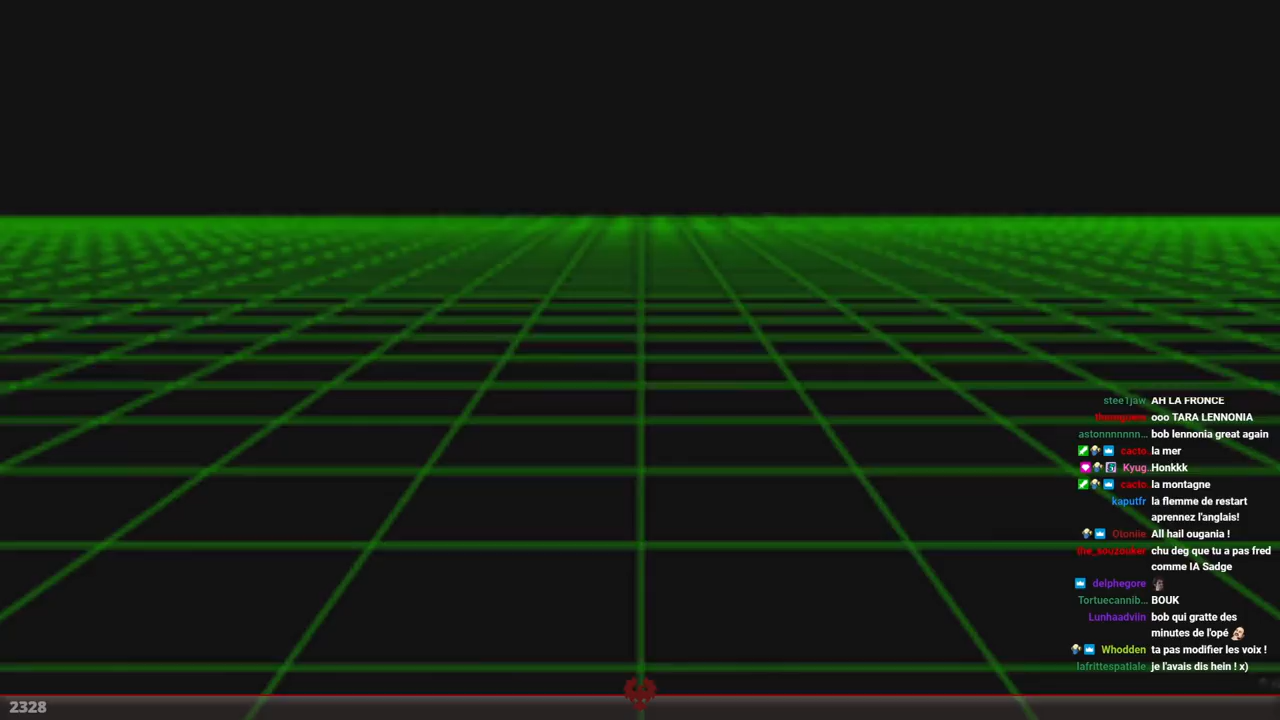 stee1jaw AH LA FRONCE
ooo TARA LENNONIA
astonnnnnnn... bob lennonia great again
cacto la mer
Kyug Honkkk
cacto la montagne
kaputfr la flemme de restart
aprennez l'anglais!
Otoniie All hail ougania !
the_souzouker chu deg que tu a pas fred
comme IA Sadge
delphegore
Tortuecannib... BOUK
Lunhaadviin bob qui gratte des
minutes de l'opé
Whodden ta pas modifier les voix !
lafrittespatiale je l'avais dis hein ! x)
2328